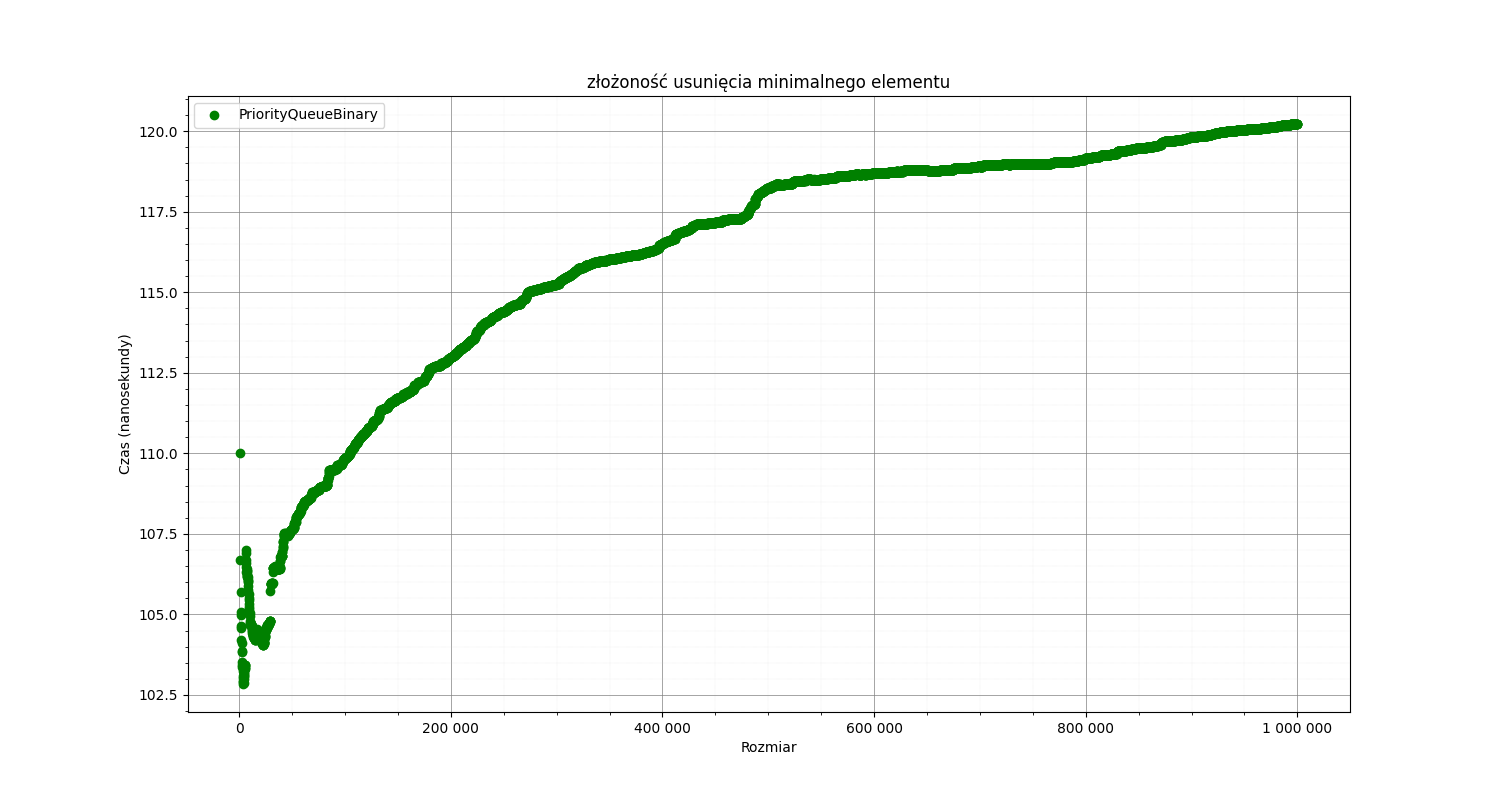 złożoność usunięcia minimalnego elementu
PriorityQueueBinary
120.0
117.5
115.0
112.5
110.0
107.5
105.0
102.5
Czas (nanosekundy)
0
200 000
400 000
600 000
800 000
1 000 000
Rozmiar